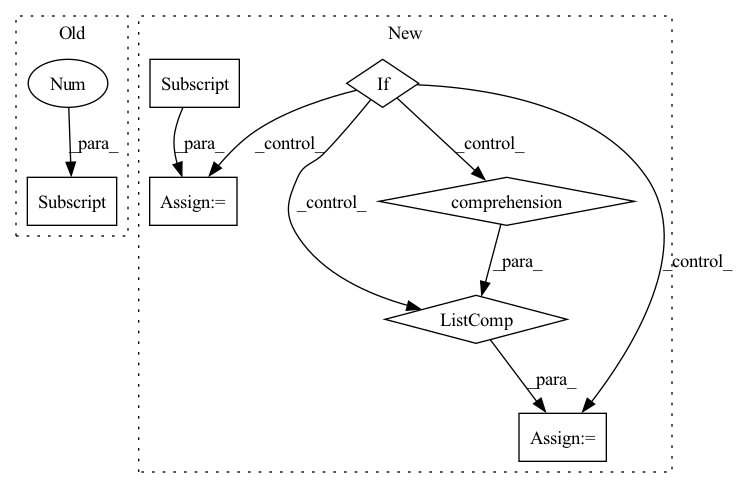 Old
New
Num
Subscript
If
_para_
_para_
_control_
_control_
Subscript
Assign:=
comprehension
_control_
_para_
_control_
ListComp
_para_
Assign:=